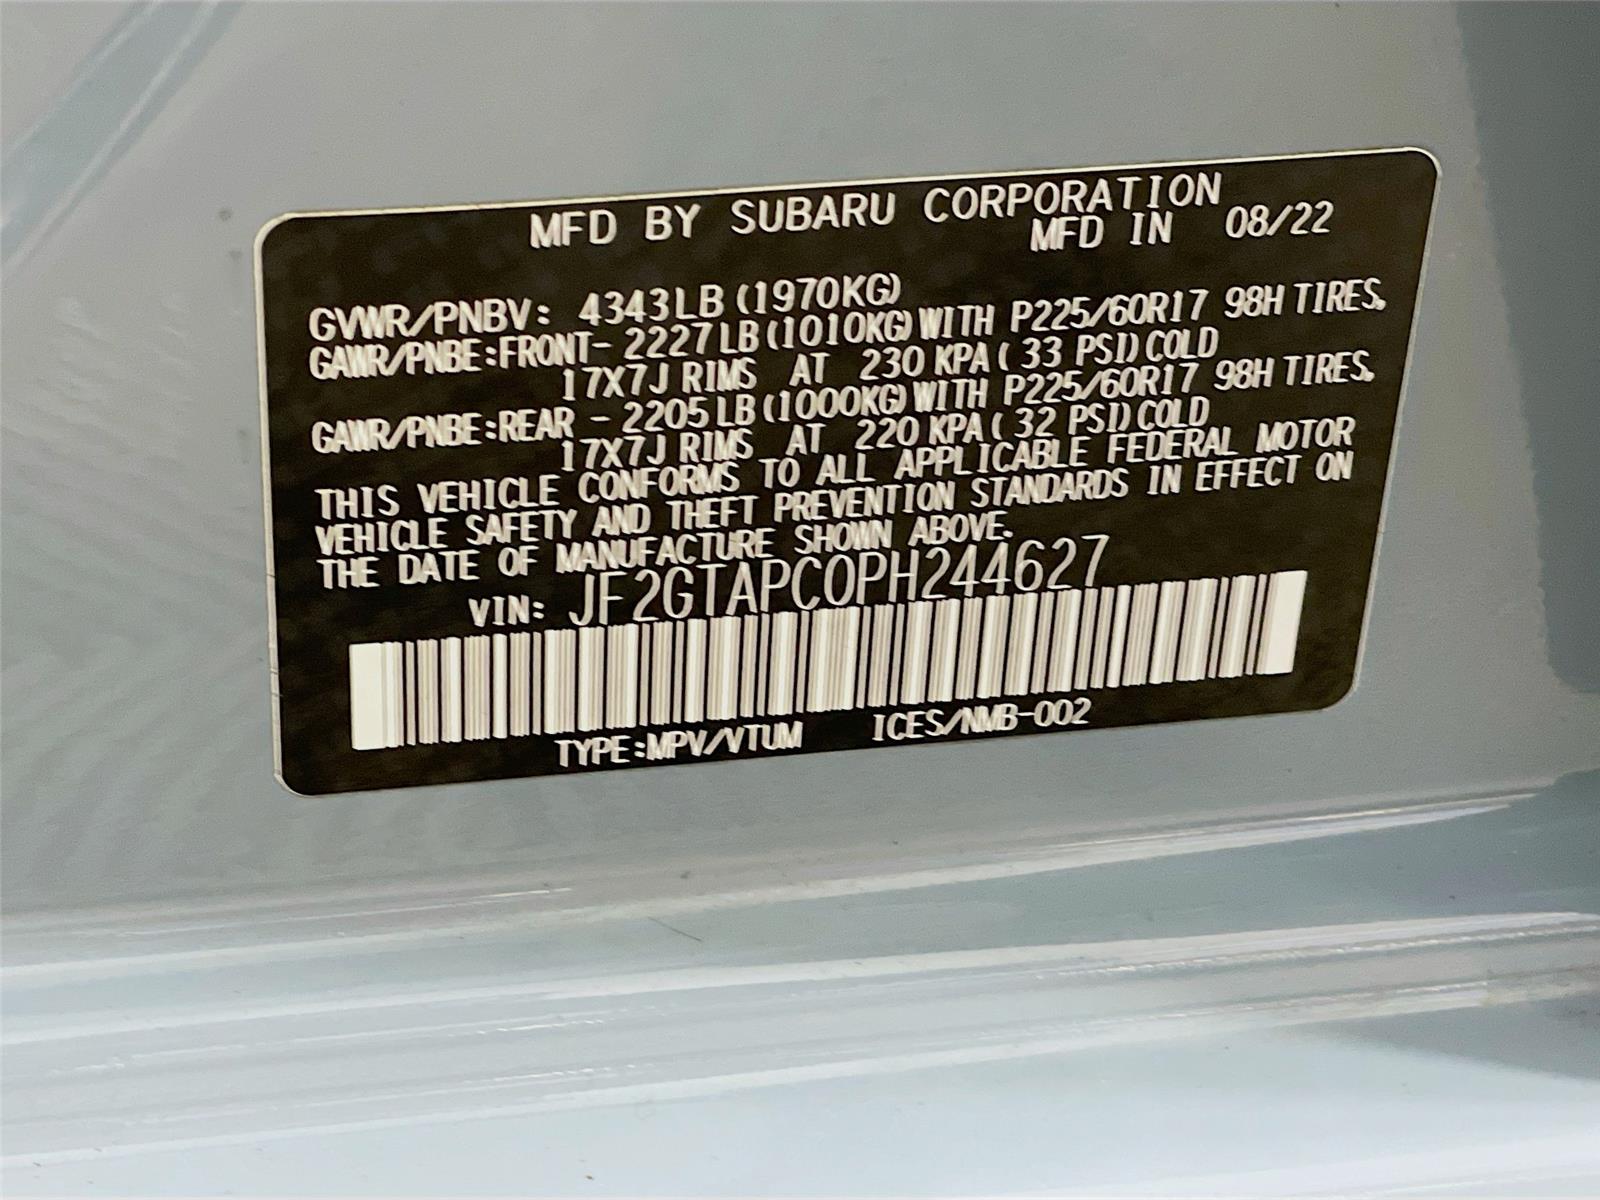 MFD BY SUBARU CORPORATION
MFD IN 08/22
GVWR/PNBV: 4343LB (1970KG)
GAWR/PNBE:FRONT- 2227LB (1010KG) WITH P225/60R17 98H TIRES,
17X7J RIMS AT 230 KPA ( 33 PSI) COLD
GAWR/PNBE:REAR - 2205LB (1000KG) WITH P225/60R17 98H TIRES,
17X7J RIMS AT 220 KPA ( 32 PSI) COLD
THIS VEHICLE CONFORMS TO ALL APPLICABLE FEDERAL MOTOR
VEHICLE SAFETY AND THEFT PREVENTION STANDARDS IN EFFECT ON
THE DATE OF MANUFACTURE SHOWN ABOVE.
VIN: JF2GTAPC0PH244627
TYPE:MPV/VTUM ICES/NMB-002